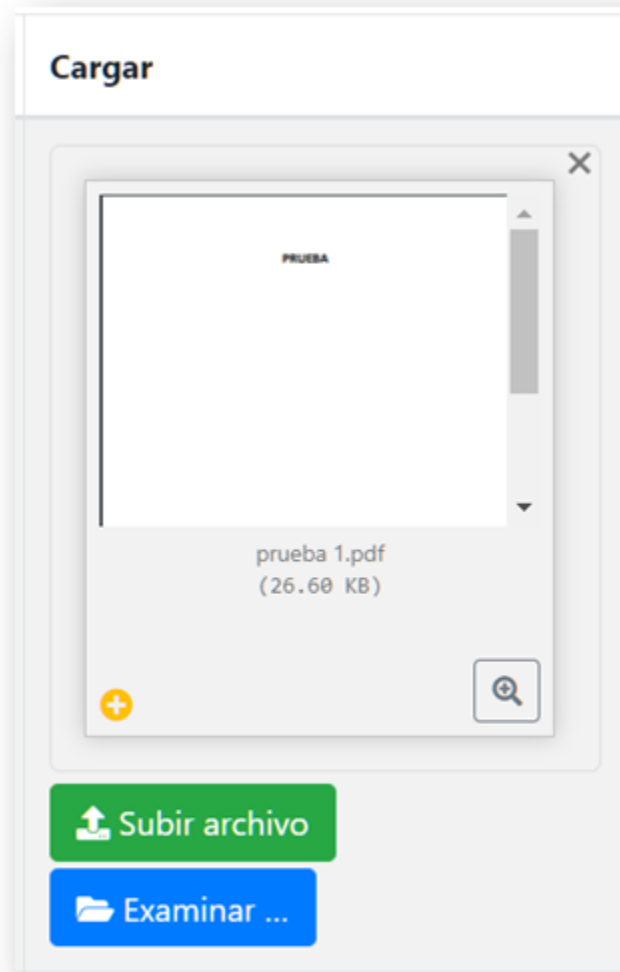 Cargar
PRUEBA
prueba 1.pdf
(26.60 KB)
Subir archivo
Examinar ...